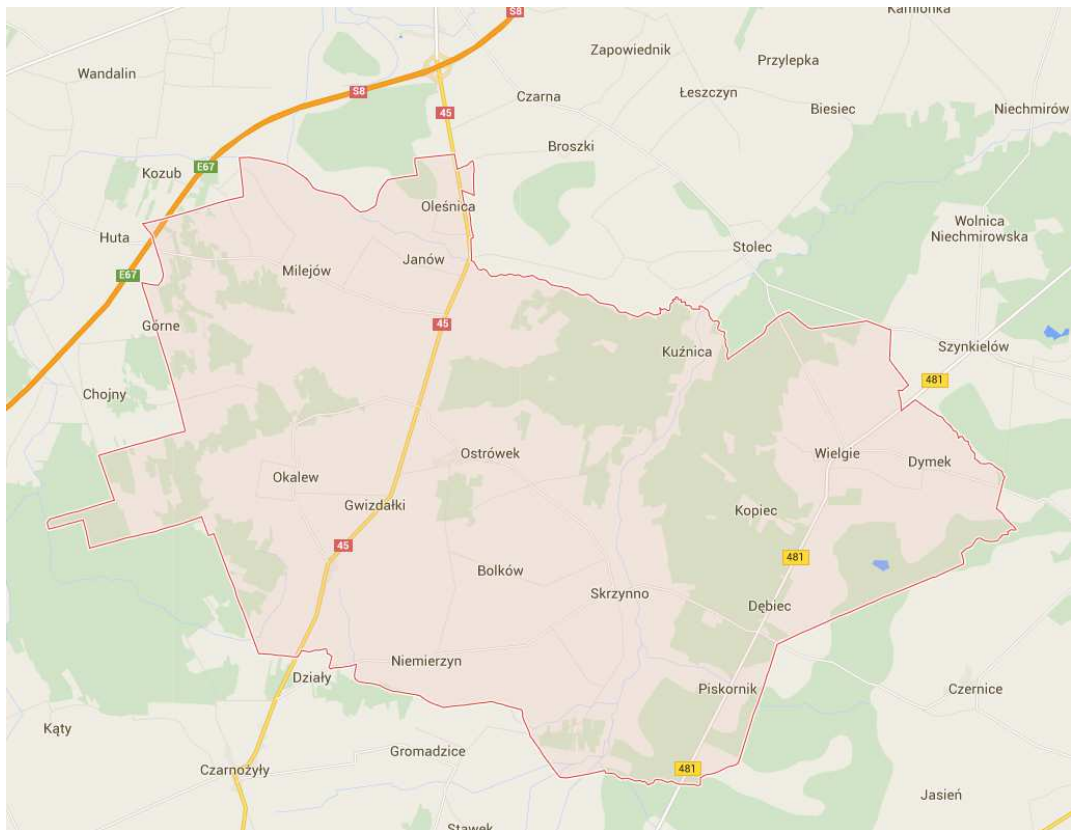 S8
Kamionka
Zapowiednik
Przylepka
Wandalin
S8
Łeszczyn
Czarna
Biesiec
Niechmirów
45
Broszki
E67
Kozub
Oleśnica
Wolnica
Niechmirowska
Huta
Stolec
Janów
Milejów
E67
Górne
45
Kuźnica
Szynkielów
481
Chojny
Ostrówek
Wielgie
Dymek
Okalew
Gwizdałki
Kopiec
45
481
Bolków
Skrzynno
Dębiec
Niemierzyn
Działy
Piskornik
Czernice
Kąty
Gromadzice
Czarnożyły
481
Jasień
Stawek